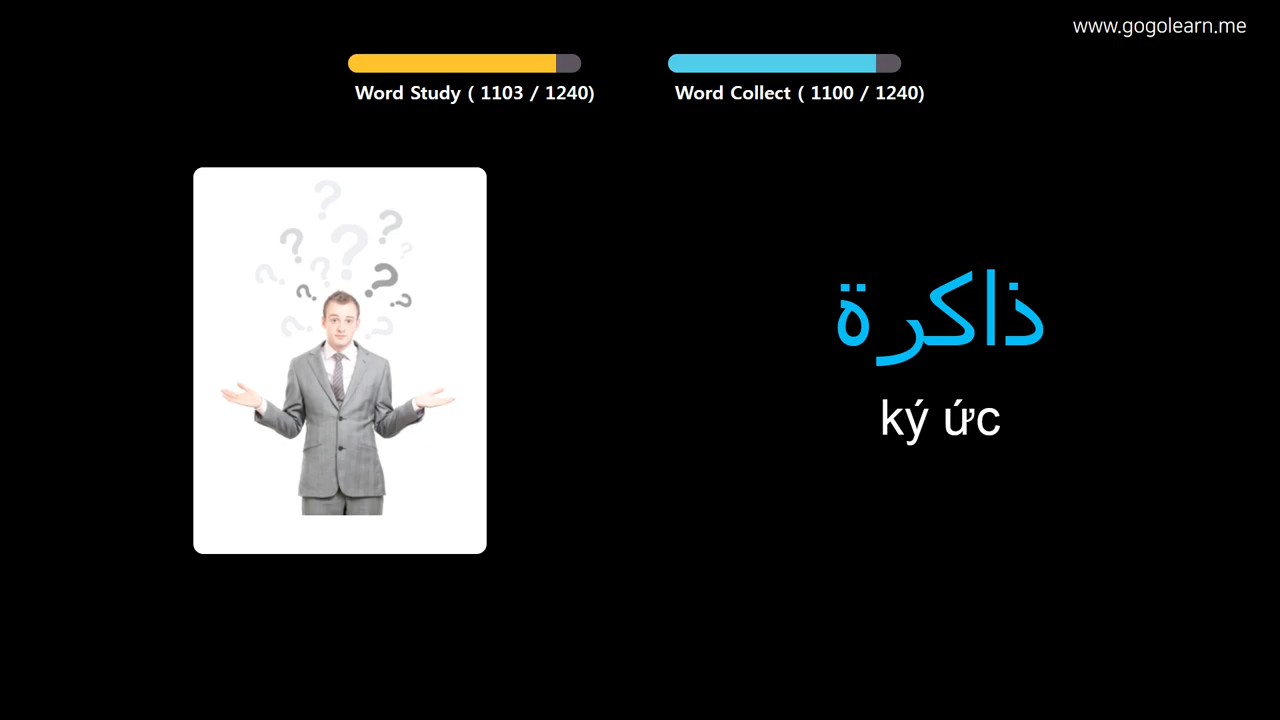 www.gogolearn.me
Word Study ( 1103 / 1240)
Word Collect ( 1100 / 1240)
ذاكرة
ký ức